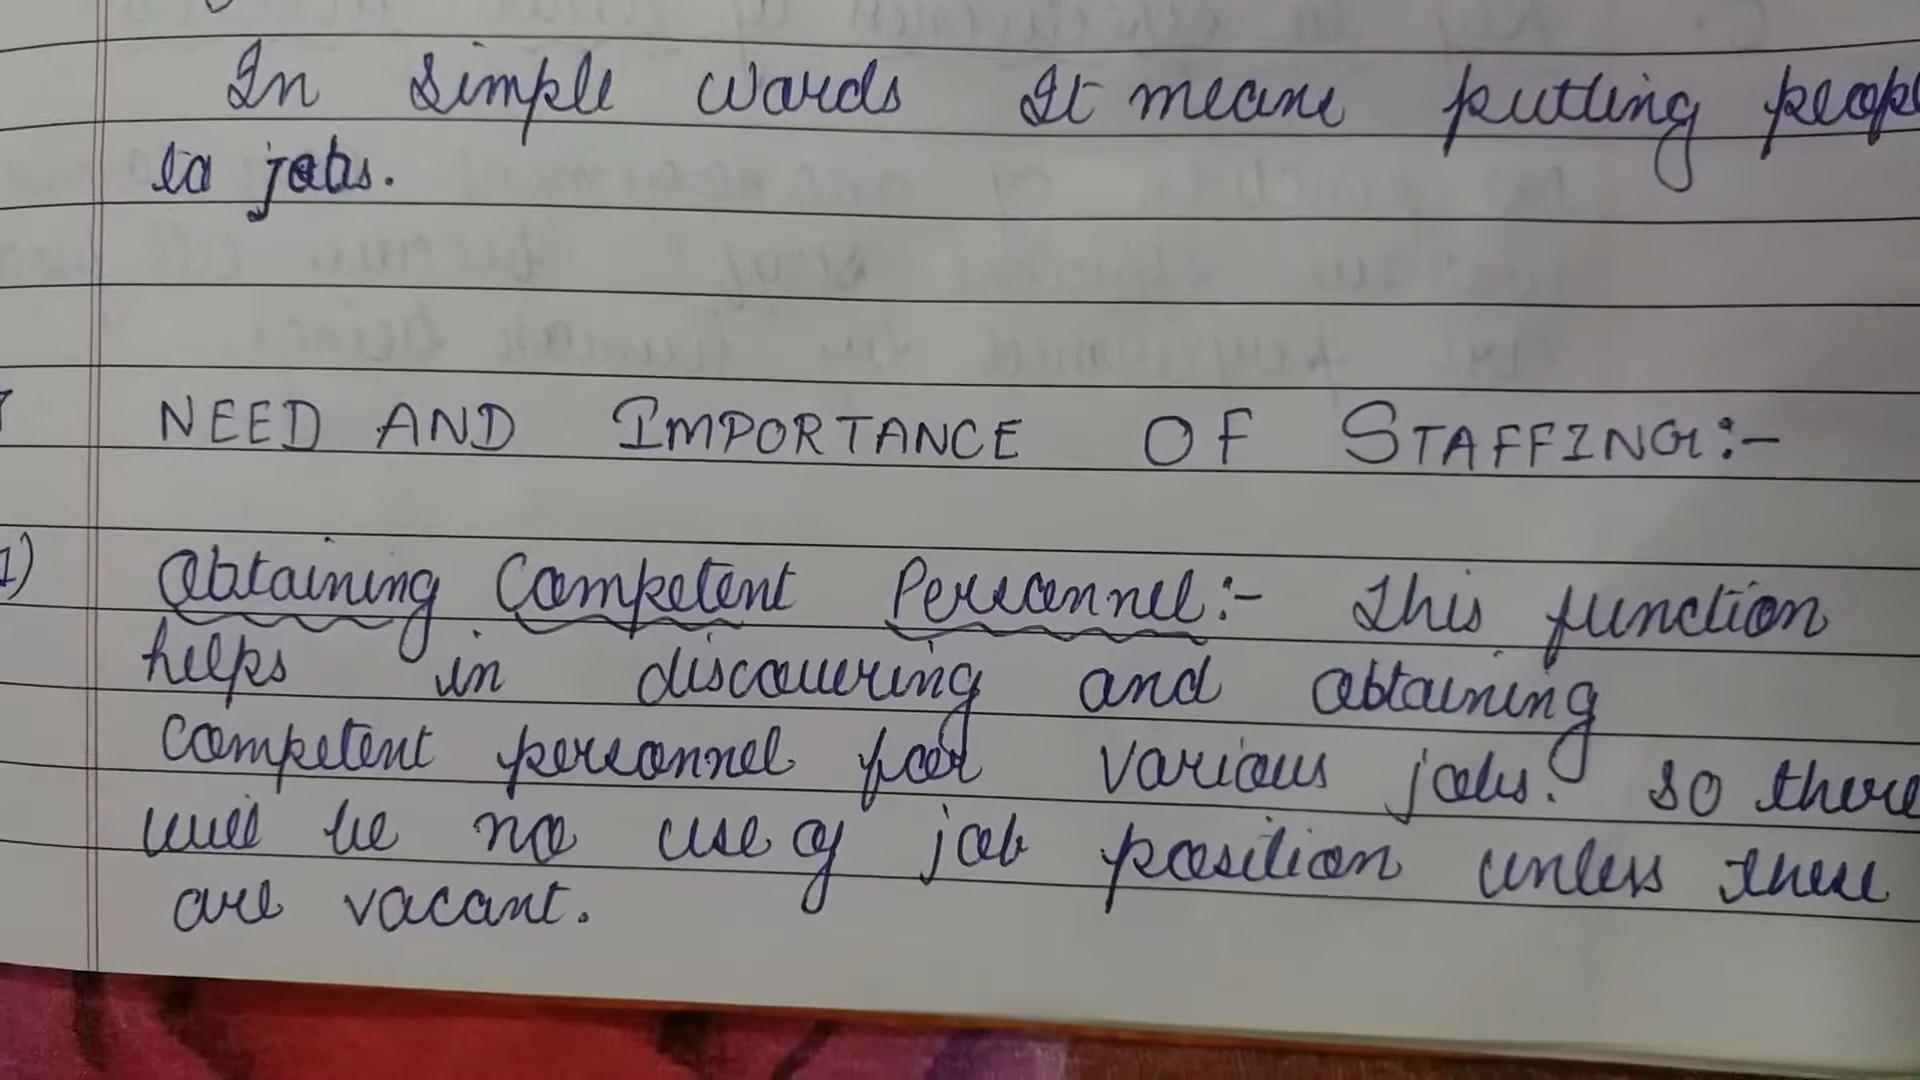 In simple words It means putting peopl
to jobs.
NEED AND IMPORTANCE OF STAFFING:-
1) Obtaining Competent Personnel:- This function
helps in discovering and obtaining
competent personnel for various jobs. so there
will be no use of job position unless there
are vacant.